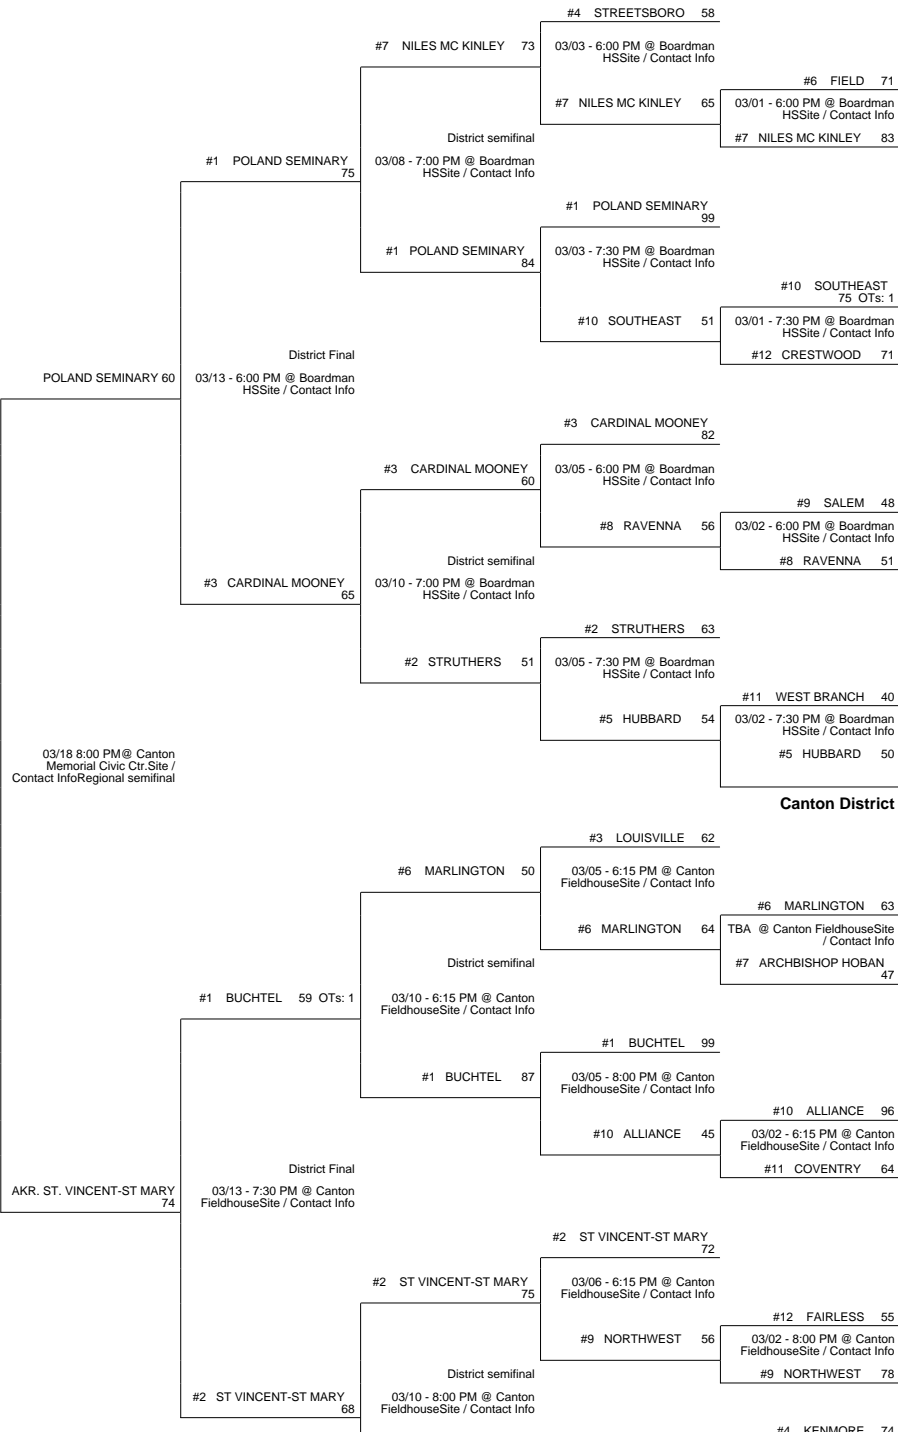 #4 STREETSBORO 58
#7 NILES MC KINLEY 73
03/03 - 6:00 PM @ Boardman
HSSite / Contact Info
#6 FIELD 71
#7 NILES MC KINLEY 65
03/01 - 6:00 PM @ Boardman
HSSite / Contact Info
District semifinal
#7 NILES MC KINLEY 83
#1 POLAND SEMINARY
75
03/08 - 7:00 PM @ Boardman
HSSite / Contact Info
#1 POLAND SEMINARY
99
#1 POLAND SEMINARY
84
03/03 - 7:30 PM @ Boardman
HSSite / Contact Info
#10 SOUTHEAST
75 OTs: 1
#10 SOUTHEAST 51
03/01 - 7:30 PM @ Boardman
HSSite / Contact Info
District Final
#12 CRESTWOOD 71
POLAND SEMINARY 60
03/13 - 6:00 PM @ Boardman
HSSite / Contact Info
#3 CARDINAL MOONEY
82
#3 CARDINAL MOONEY
60
03/05 - 6:00 PM @ Boardman
HSSite / Contact Info
#9 SALEM 48
#8 RAVENNA 56
03/02 - 6:00 PM @ Boardman
HSSite / Contact Info
District semifinal
#8 RAVENNA 51
#3 CARDINAL MOONEY
65
03/10 - 7:00 PM @ Boardman
HSSite / Contact Info
#2 STRUTHERS 63
#2 STRUTHERS 51
03/05 - 7:30 PM @ Boardman
HSSite / Contact Info
#11 WEST BRANCH 40
#5 HUBBARD 54
03/02 - 7:30 PM @ Boardman
HSSite / Contact Info
03/18 8:00 PM@ Canton
Memorial Civic Ctr.Site /
Contact InfoRegional semifinal
#5 HUBBARD 50
Canton District
#3 LOUISVILLE 62
#6 MARLINGTON 50
03/05 - 6:15 PM @ Canton
FieldhouseSite / Contact Info
#6 MARLINGTON 63
#6 MARLINGTON 64
TBA @ Canton FieldhouseSite
/ Contact Info
District semifinal
#7 ARCHBISHOP HOBAN
47
#1 BUCHTEL 59 OTs: 1
03/10 - 6:15 PM @ Canton
FieldhouseSite / Contact Info
#1 BUCHTEL 99
#1 BUCHTEL 87
03/05 - 8:00 PM @ Canton
FieldhouseSite / Contact Info
#10 ALLIANCE 96
#10 ALLIANCE 45
03/02 - 6:15 PM @ Canton
FieldhouseSite / Contact Info
District Final
#11 COVENTRY 64
AKR. ST. VINCENT-ST MARY
74
03/13 - 7:30 PM @ Canton
FieldhouseSite / Contact Info
#2 ST VINCENT-ST MARY
72
#2 ST VINCENT-ST MARY
75
03/06 - 6:15 PM @ Canton
FieldhouseSite / Contact Info
#12 FAIRLESS 55
#9 NORTHWEST 56
03/02 - 8:00 PM @ Canton
FieldhouseSite / Contact Info
District semifinal
#9 NORTHWEST 78
#2 ST VINCENT-ST MARY
68
03/10 - 8:00 PM @ Canton
FieldhouseSite / Contact Info
#4 KENMORE 74